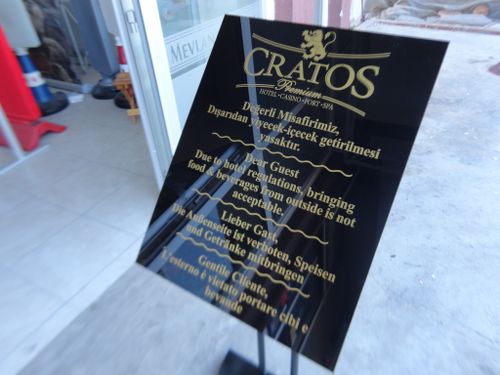 MEVLAN
CRATOS
Premium
HOTEL • CASINO • PORT • SPA
Değerli Misafirimiz,
Dışarıdan yiyecek-içecek getirilmesi
yasaktır.
Dear Guest
Due to hotel regulations, bringing
food & beverages from outside is not
acceptable.
Lieber Gast,
Die Außenseite ist verboten, Speisen
und Getränke mitbringen
Gentile Cliente,
L'esterno è vietato portare cibi e
bevande